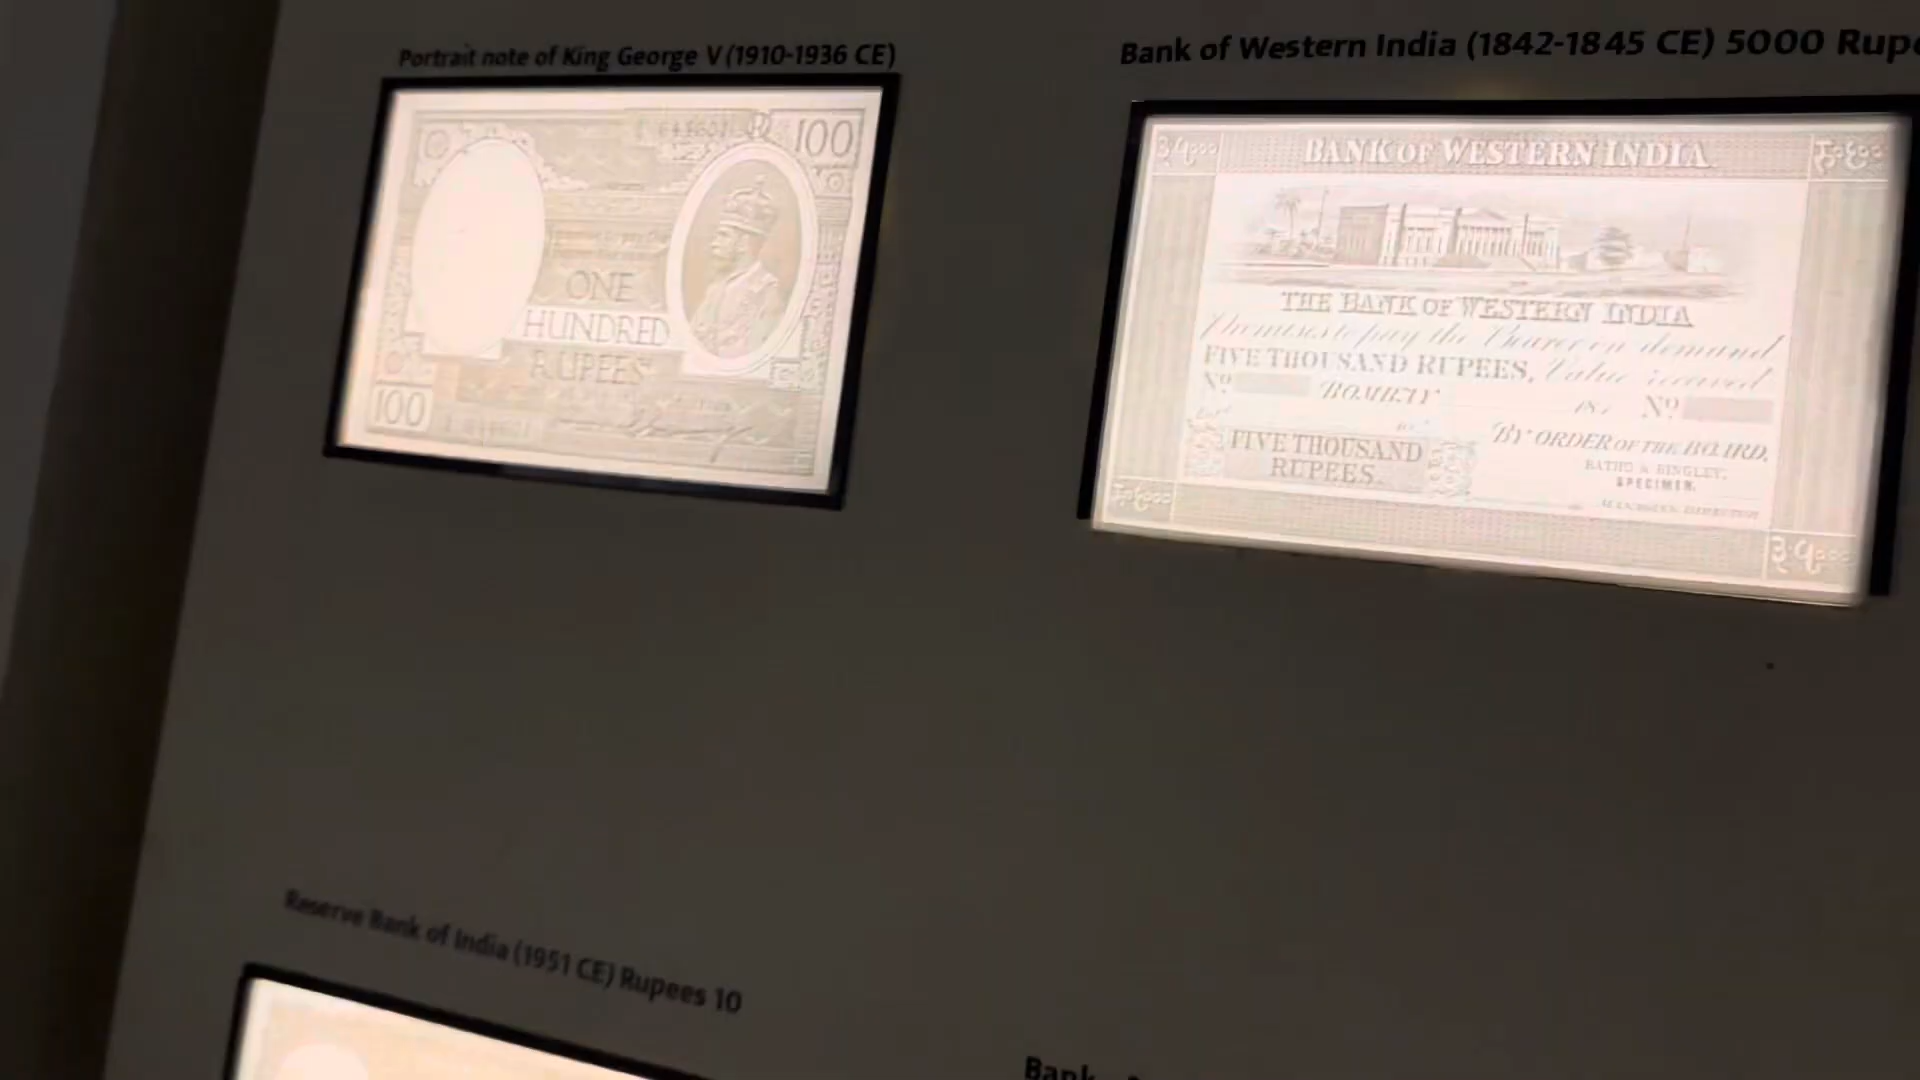 Portrait note of King George V (1910-1936 CE)
100
ONE
HUNDRED
RUPEES
100
Bank of Western India (1842-1845 CE) 5000
BANK OF WESTERN INDIA
THE BANK OF WESTERN INDIA
Promises to pay the Bearer on demand
FIVE THOUSAND RUPEES, Value received
No BOMBAY 18 No
BY ORDER OF THE BOARD,
FIVE THOUSAND
RUPEES.
SPECIMEN.
Reserve Bank of India (1951 CE) Rupees 10
Bank